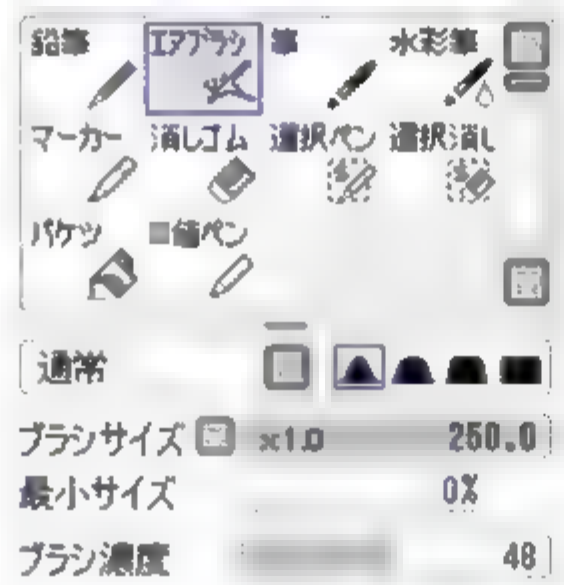 鉛筆 エアブラシ 筆 水彩筆
マーカー 消しゴム 選択ペン 選択消し
バケツ 2値ペン
通常
ブラシサイズ x1.0 250.0
最小サイズ 0%
ブラシ濃度 48